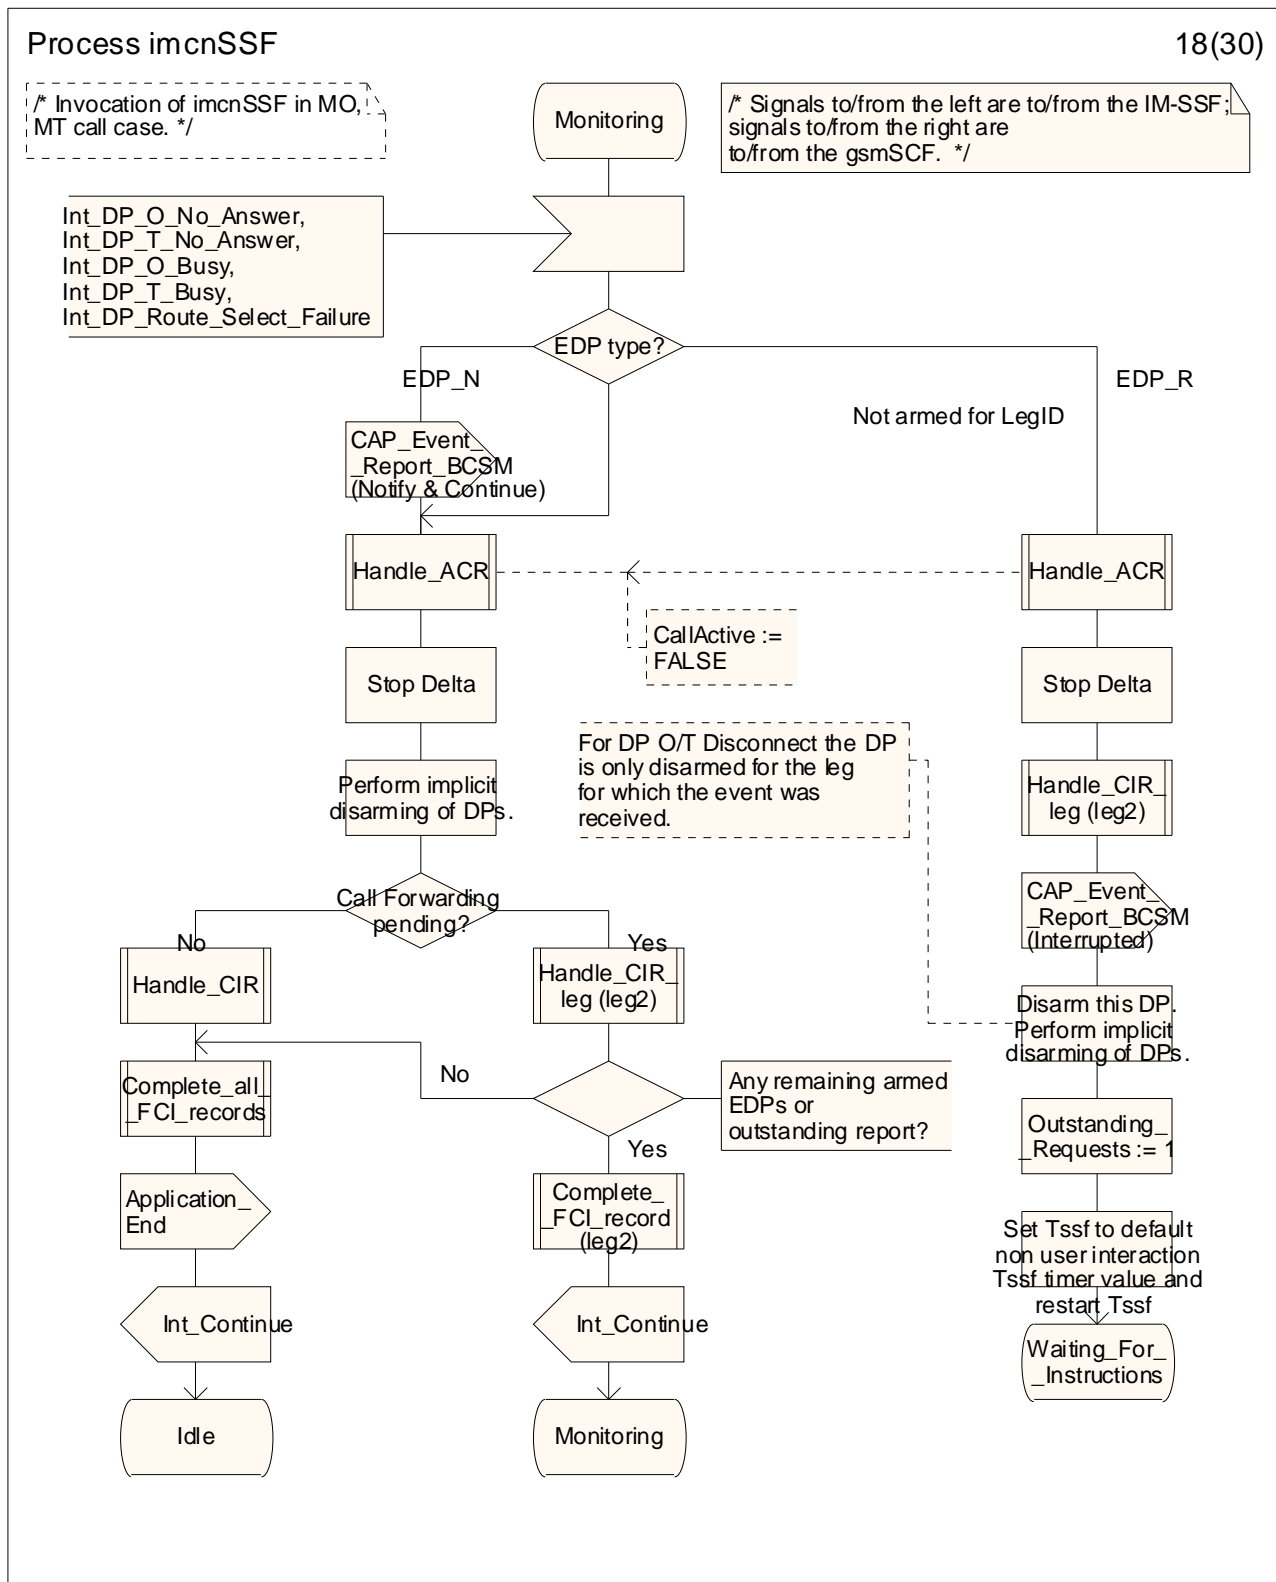 Process imcnSSF
18(30)
/* Invocation of imcnSSF in MO,
MT call case. */
Monitoring
/* Signals to/from the left are to/from the IM-SSF;
signals to/from the right are
to/from the gsmSCF. */
Int_DP_O_No_Answer,
Int_DP_T_No_Answer,
Int_DP_O_Busy,
Int_DP_T_Busy,
Int_DP_Route_Select_Failure
EDP type?
EDP_N
EDP_R
Not armed for LegID
CAP_Event_
_Report_BCSM
(Notify & Continue)
Handle_ACR
Handle_ACR
CallActive :=
FALSE
Stop Delta
Stop Delta
For DP O/T Disconnect the DP
is only disarmed for the leg
for which the event was
received.
Perform implicit
disarming of DPs.
Handle_CIR_
leg (leg2)
Call Forwarding
pending?
CAP_Event_
_Report_BCSM
(Interrupted)
No
Yes
Handle_CIR
Handle_CIR_
leg (leg2)
Disarm this DP.
Perform implicit
disarming of DPs.
No
Any remaining armed
EDPs or
outstanding report?
Complete_all_
_FCI_records
Yes
Outstanding_
_Requests := 1
Application_
End
Complete_
_FCI_record
(leg2)
Set Tssf to default
non user interaction
Tssf timer value and
restart Tssf
Int_Continue
Int_Continue
Waiting_For_
_Instructions
Idle
Monitoring